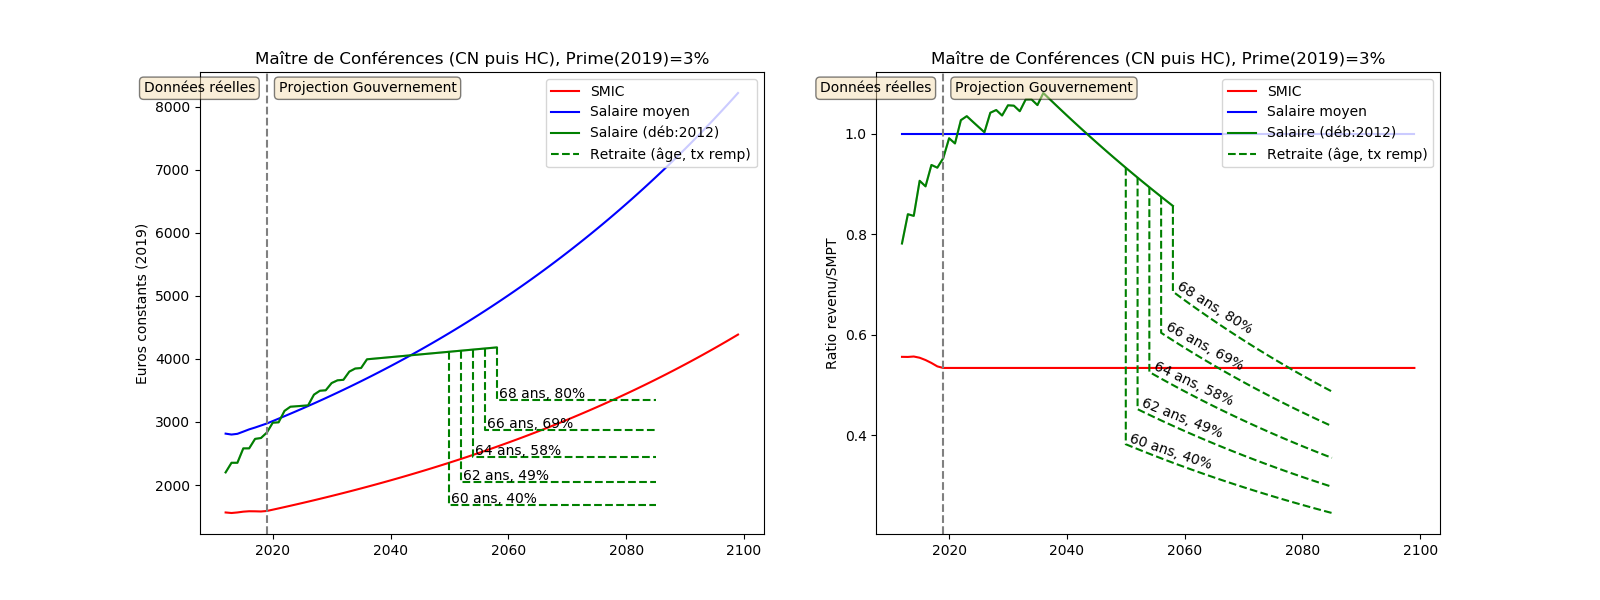 Maître de Conférences (CN puis HC), Prime(2019)=3%
Données réelles
Projection Gouvernement
SMIC
Salaire moyen
Salaire (déb:2012)
Retraite (âge, tx remp)
Euros constants (2019)
8000
7000
6000
5000
4000
3000
2000
68 ans, 80%
66 ans, 69%
64 ans, 58%
62 ans, 49%
60 ans, 40%
2020
2040
2060
2080
2100
Maître de Conférences (CN puis HC), Prime(2019)=3%
Données réelles
Projection Gouvernement
SMIC
Salaire moyen
Salaire (déb:2012)
Retraite (âge, tx remp)
Ratio revenu/SMPT
1.0
0.8
0.6
0.4
68 ans, 80%
66 ans, 69%
64 ans, 58%
62 ans, 49%
60 ans, 40%
2020
2040
2060
2080
2100